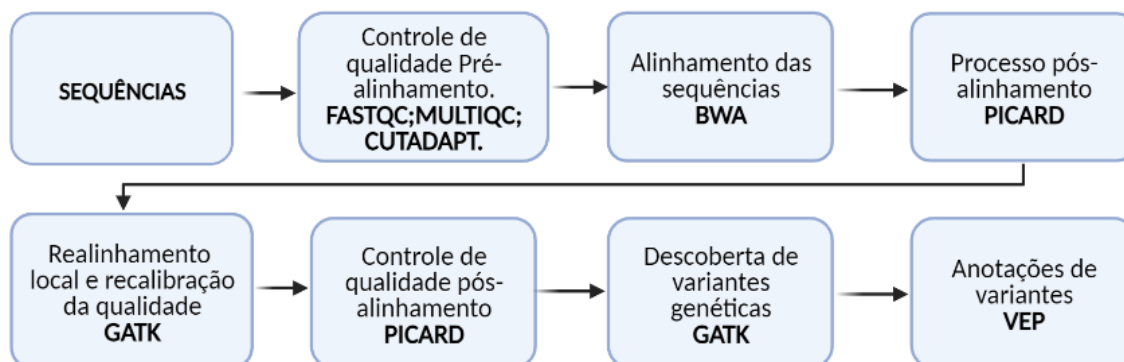 SEQUÊNCIAS
Controle de
qualidade Pré-
alinhamento.
FASTQC;MULTIQC;
CUTADAPT.
Alinhamento das
sequências
BWA
Processo pós-
alinhamento
PICARD
Realinhamento
local e recalibração
da qualidade
GATK
Controle de
qualidade pós-
alinhamento
PICARD
Descoberta de
variantes
genéticas
GATK
Anotações de
variantes
VEP